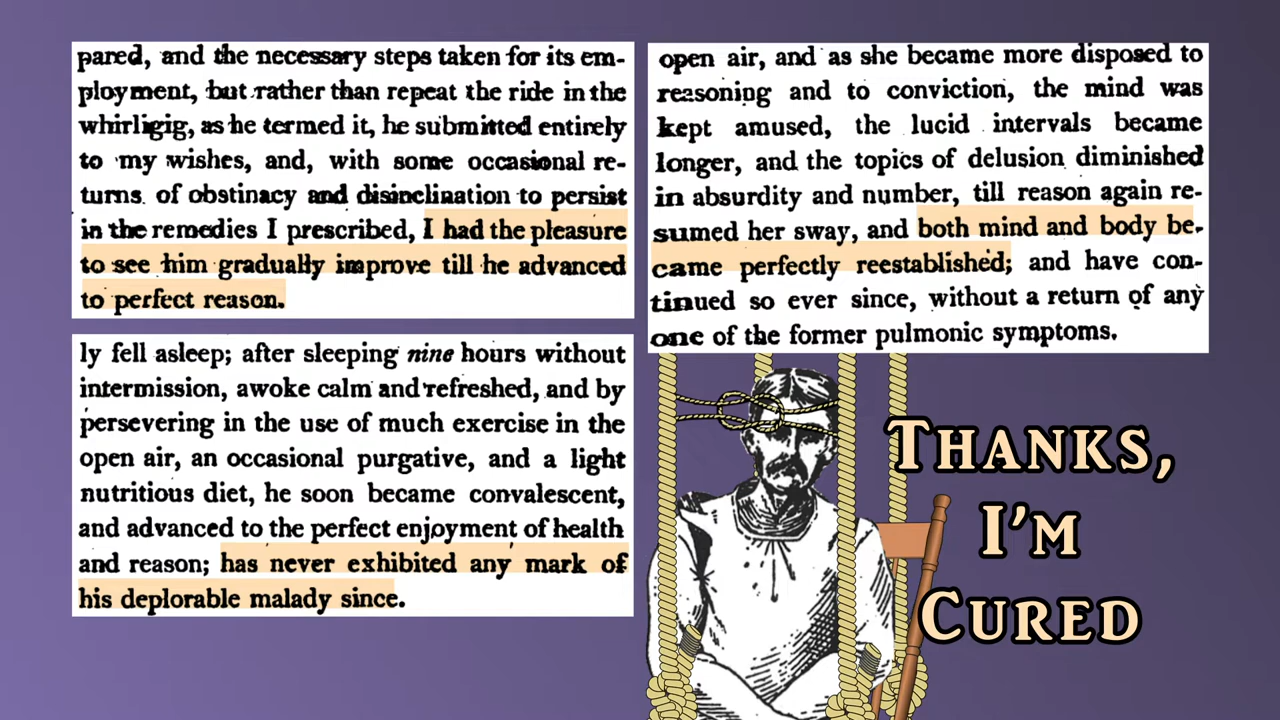 pared, and the necessary steps taken for its em-
ployment, but rather than repeat the ride in the
whirligig, as he termed it, he submitted entirely
to my wishes, and, with some occasional re-
turns of obstinacy and disinclination to persist
in the remedies I prescribed, I had the pleasure
to see him gradually improve till he advanced
to perfect reason.
ly fell asleep; after sleeping nine hours without
intermission, awoke calm and refreshed, and by
persevering in the use of much exercise in the
open air, an occasional purgative, and a light
nutritious diet, he soon became convalescent,
and advanced to the perfect enjoyment of health
and reason; has never exhibited any mark of
his deplorable malady since.
open air, and as she became more disposed to
reasoning and to conviction, the mind was
kept amused, the lucid intervals became
longer, and the topics of delusion diminished
in absurdity and number, till reason again re-
sumed her sway, and both mind and body be-
came perfectly reestablished; and have con-
tinued so ever since, without a return of any
one of the former pulmonic symptoms.
THANKS,
I'M
CURED